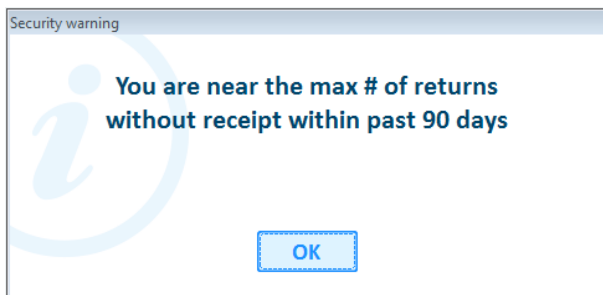 Security warning
You are near the max # of returns
without receipt within past 90 days
OK